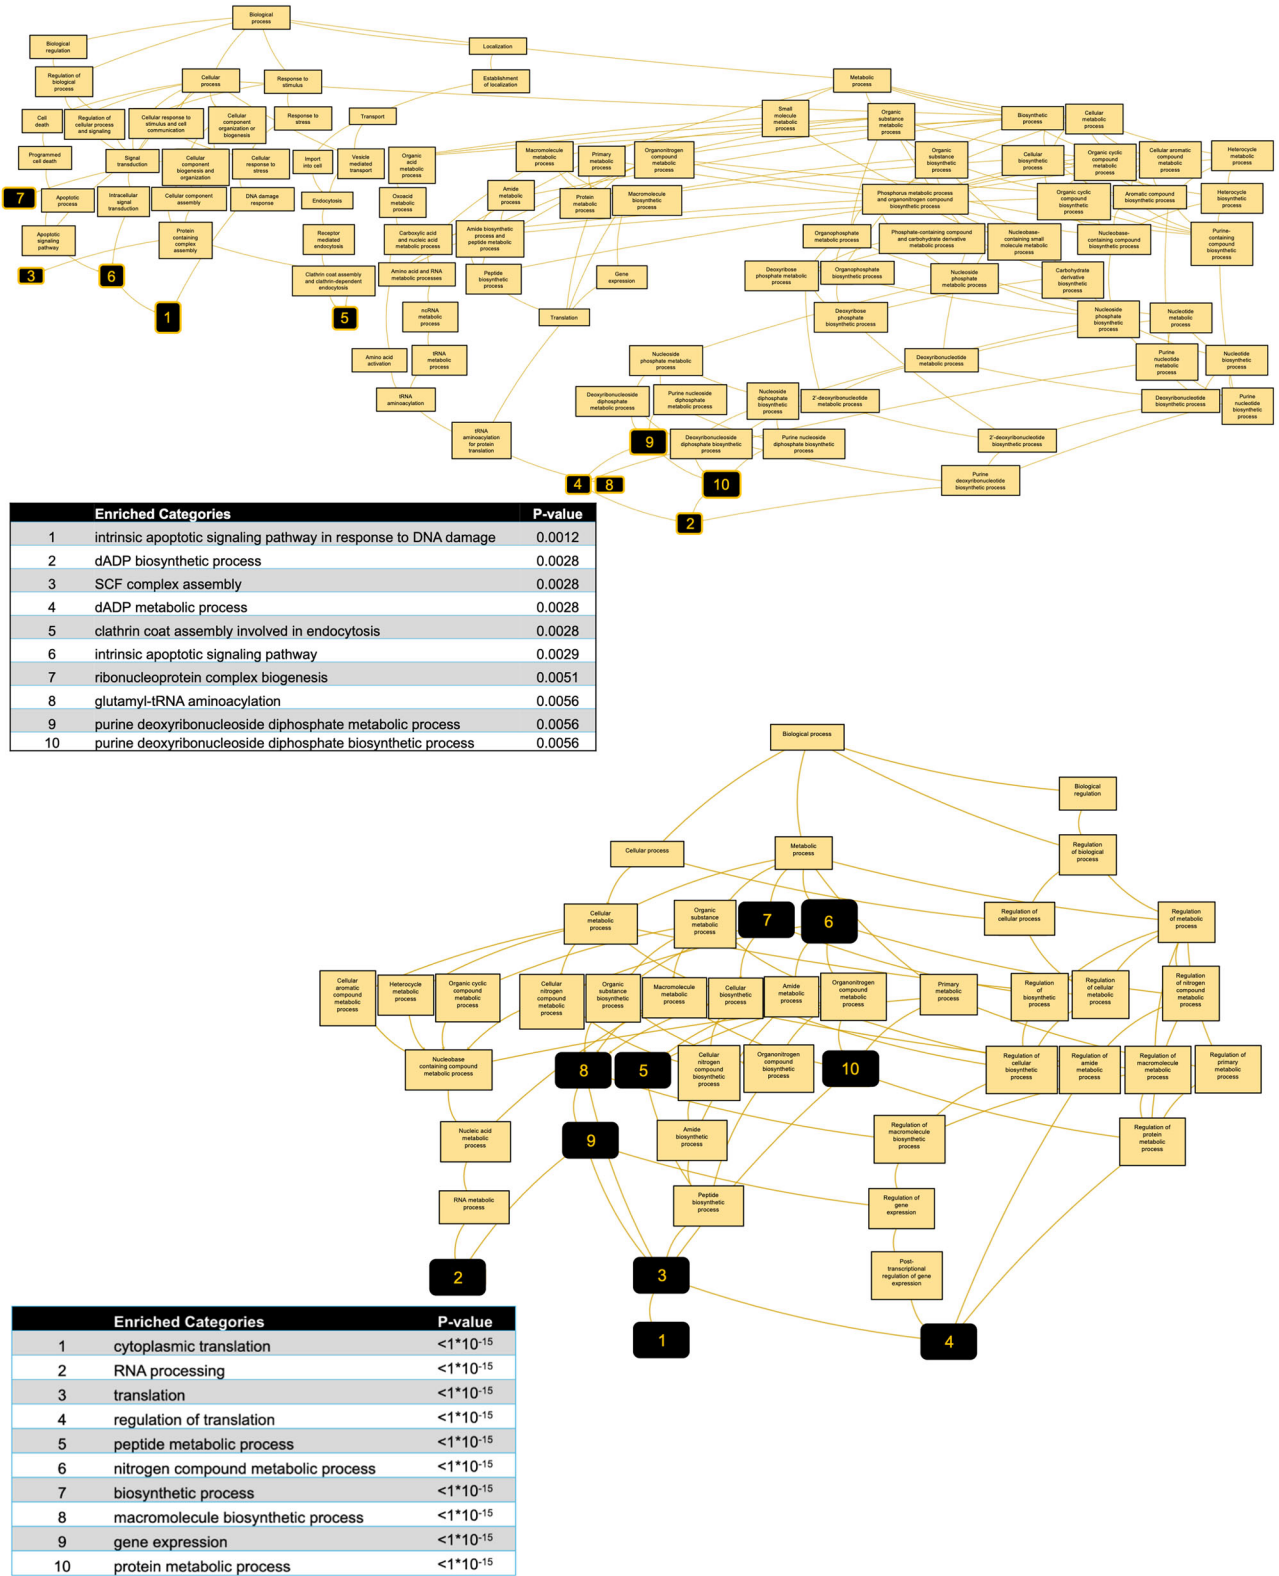 Biological
process
Biological
regulation
Localization
Regulation of
biological
process
Cellular
process
Response to
stimulus
Establishment
of localization
Metabolic
process
Cell
death
Regulation of
cellular process
and signaling
Cellular response to
stimulus and cell
communication
Cellular
component
organization or
biogenesis
Response to
stress
Transport
Small
molecule
metabolic
process
Organic
substance
metabolic
process
Biosynthetic
process
Cellular
metabolic
process
Programmed
cell death
Signal
transduction
Cellular
component
biogenesis and
organization
Cellular
response to
stress
Import
into cell
Vesicle
mediated
transport
Organic
acid
metabolic
process
Macromolecule
metabolic
process
Primary
metabolic
process
Organonitrogen
compound
metabolic
process
Organic
substance
biosynthetic
process
Cellular
biosynthetic
process
Organic cyclic
compound
metabolic
process
Cellular aromatic
compound
metabolic
process
Heterocycle
metabolic
process
7
Apoptotic
process
Intracellular
signal
transduction
Cellular component
assembly
DNA damage
response
Endocytosis
Oxoacid
metabolic
process
Amide
metabolic
process
Protein
metabolic
process
Macromolecule
biosynthetic
process
Phosphorus metabolic process
and organonitrogen compound
biosynthetic process
Organic cyclic
compound
biosynthetic
process
Aromatic compound
biosynthetic process
Heterocycle
biosynthetic
process
Apoptotic
signaling
pathway
Protein
containing
complex
assembly
Receptor
mediated
endocytosis
Carboxylic acid
and nucleic acid
metabolic process
Amide biosynthetic
process and
peptide metabolic
process
Organophosphate
metabolic process
Phosphate-containing compound
and carbohydrate derivative
metabolic process
Nucleobase-
containing small
molecule metabolic
process
Nucleobase-
containing compound
biosynthetic process
Purine-
containing
compound
biosynthetic
process
3
6
Clathrin coat assembly
and clathrin-dependent
endocytosis
Amino acid and RNA
metabolic processes
Peptide
biosynthetic
process
Gene
expression
Deoxyribose
phosphate metabolic
process
Organophosphate
biosynthetic
process
Nucleoside
phosphate
metabolic process
Carbohydrate
derivative
biosynthetic
process
1
5
ncRNA
metabolic
process
Translation
Deoxyribose
phosphate
biosynthetic process
Nucleoside
phosphate
biosynthetic
process
Nucleotide
metabolic
process
Amino acid
activation
tRNA
metabolic
process
Nucleoside
phosphate metabolic
process
Deoxyribonucleotide
metabolic process
Purine
nucleotide
metabolic
process
Nucleotide
biosynthetic
process
tRNA
aminoacylation
Deoxyribonucleoside
diphosphate
metabolic process
Purine nucleoside
diphosphate
metabolic process
Nucleoside
diphosphate
biosynthetic
process
2'-deoxyribonucleotide
metabolic process
Deoxyribonucleotide
biosynthetic process
Purine
nucleotide
biosynthetic
process
tRNA
aminoacylation
for protein
translation
9
Deoxyribonucleoside
diphosphate biosynthetic
process
Purine nucleoside
diphosphate biosynthetic
process
2'-deoxyribonucleotide
biosynthetic process
4
8
10
Purine
deoxyribonucleotide
biosynthetic process
2
Enriched Categories P-value
1 intrinsic apoptotic signaling pathway in response to DNA damage 0.0012
2 dADP biosynthetic process 0.0028
3 SCF complex assembly 0.0028
4 dADP metabolic process 0.0028
5 clathrin coat assembly involved in endocytosis 0.0028
6 intrinsic apoptotic signaling pathway 0.0029
7 ribonucleoprotein complex biogenesis 0.0051
8 glutamyl-tRNA aminoacylation 0.0056
9 purine deoxyribonucleoside diphosphate metabolic process 0.0056
10 purine deoxyribonucleoside diphosphate biosynthetic process 0.0056
Biological process
Biological
regulation
Cellular process
Metabolic
process
Regulation
of biological
process
Cellular
metabolic
process
Organic
substance
metabolic
process
7
6
Regulation of
cellular process
Regulation
of metabolic
process
Cellular
aromatic
compound
metabolic
process
Heterocycle
metabolic
process
Organic cyclic
compound
metabolic
process
Cellular
nitrogen
compound
metabolic
process
Organic
substance
biosynthetic
process
Macromolecule
metabolic
process
Cellular
biosynthetic
process
Amide
metabolic
process
Organonitrogen
compound
metabolic
process
Primary
metabolic
process
Regulation
of
biosynthetic
process
Regulation
of cellular
metabolic
process
Regulation
of nitrogen
compound
metabolic
process
Nucleobase
containing compound
metabolic process
8
5
Cellular
nitrogen
compound
biosynthetic
process
Organonitrogen
compound
biosynthetic
process
10
Regulation of
cellular
biosynthetic
process
Regulation of
amide
metabolic
process
Regulation of
macromolecule
metabolic
process
Regulation of
primary
metabolic
process
Nucleic acid
metabolic
process
9
Amide
biosynthetic
process
Regulation of
macromolecule
biosynthetic
process
Regulation of
protein
metabolic
process
RNA metabolic
process
Peptide
biosynthetic
process
Regulation of
gene
expression
2
3
Post-
transcriptional
regulation of gene
expression
1
4
Enriched Categories P-value
1 cytoplasmic translation <1*10-15
2 RNA processing <1*10-15
3 translation <1*10-15
4 regulation of translation <1*10-15
5 peptide metabolic process <1*10-15
6 nitrogen compound metabolic process <1*10-15
7 biosynthetic process <1*10-15
8 macromolecule biosynthetic process <1*10-15
9 gene expression <1*10-15
10 protein metabolic process <1*10-15